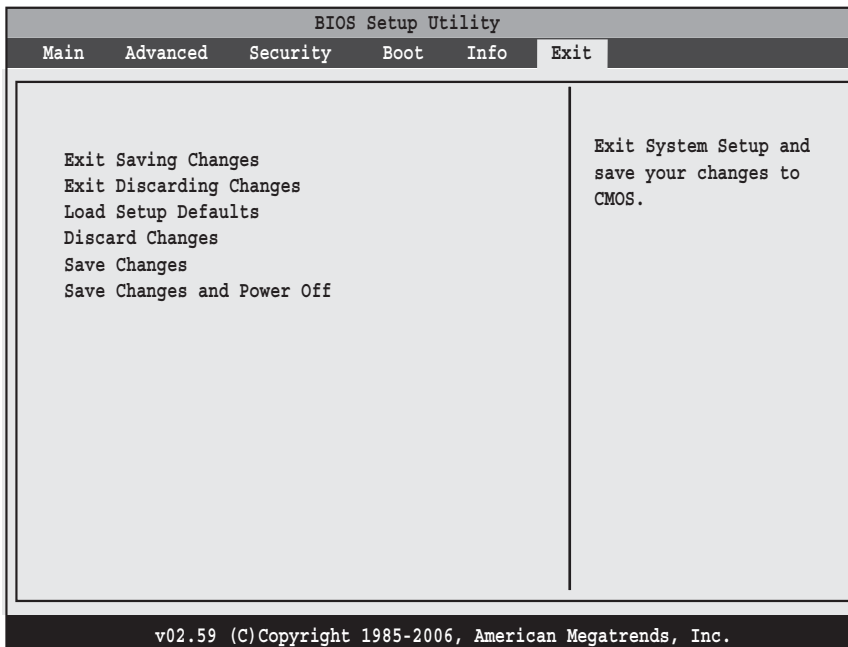 BIOS Setup Utility
Main Advanced Security Boot Info Exit
Exit Saving Changes
Exit Discarding Changes
Load Setup Defaults
Discard Changes
Save Changes
Save Changes and Power Off
Exit System Setup and
save your changes to
CMOS.
v02.59 (C)Copyright 1985-2006, American Megatrends, Inc.